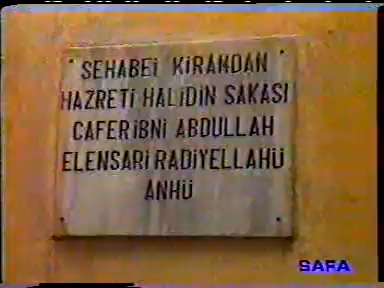 SEHABEİ KİRANDAN
HAZRETİ HALİDİN SAKASI
CAFERİBNİ ABDULLAH
ELENSARİ RADİYELLAHÜ
ANHÜ
SAFA